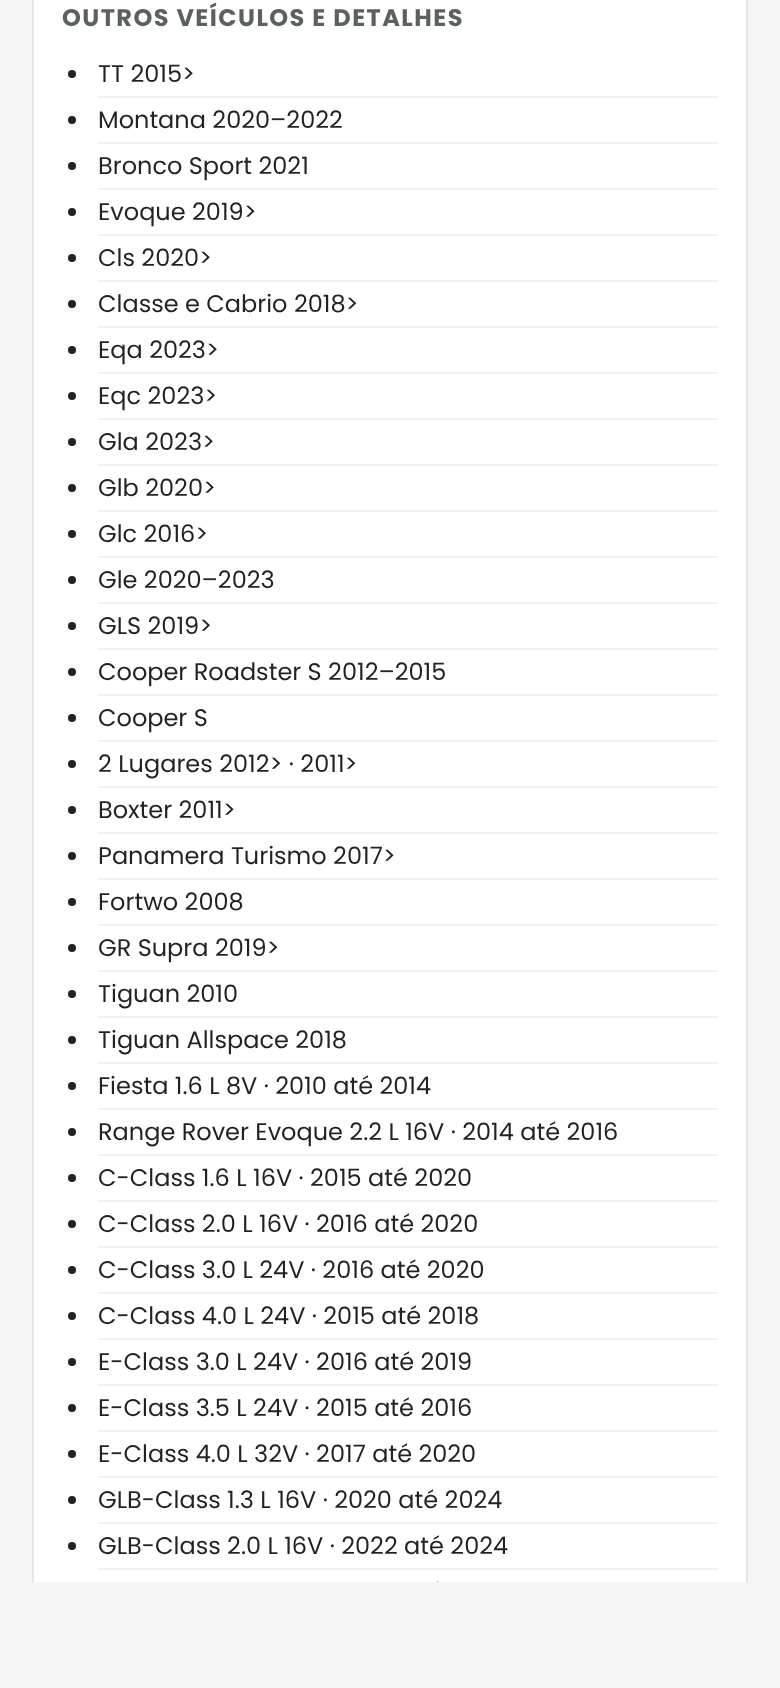 OUTROS VEÍCULOS E DETALHES
TT 2015>
Montana 2020–2022
Bronco Sport 2021
Evoque 2019>
Cls 2020>
Classe e Cabrio 2018>
Eqa 2023>
Eqc 2023>
Gla 2023>
Glb 2020>
Glc 2016>
Gle 2020–2023
GLS 2019>
Cooper Roadster S 2012–2015
Cooper S
2 Lugares 2012> · 2011>
Boxter 2011>
Panamera Turismo 2017>
Fortwo 2008
GR Supra 2019>
Tiguan 2010
Tiguan Allspace 2018
Fiesta 1.6 L 8V · 2010 até 2014
Range Rover Evoque 2.2 L 16V · 2014 até 2016
C-Class 1.6 L 16V · 2015 até 2020
C-Class 2.0 L 16V · 2016 até 2020
C-Class 3.0 L 24V · 2016 até 2020
C-Class 4.0 L 24V · 2015 até 2018
E-Class 3.0 L 24V · 2016 até 2019
E-Class 3.5 L 24V · 2015 até 2016
E-Class 4.0 L 32V · 2017 até 2020
GLB-Class 1.3 L 16V · 2020 até 2024
GLB-Class 2.0 L 16V · 2022 até 2024